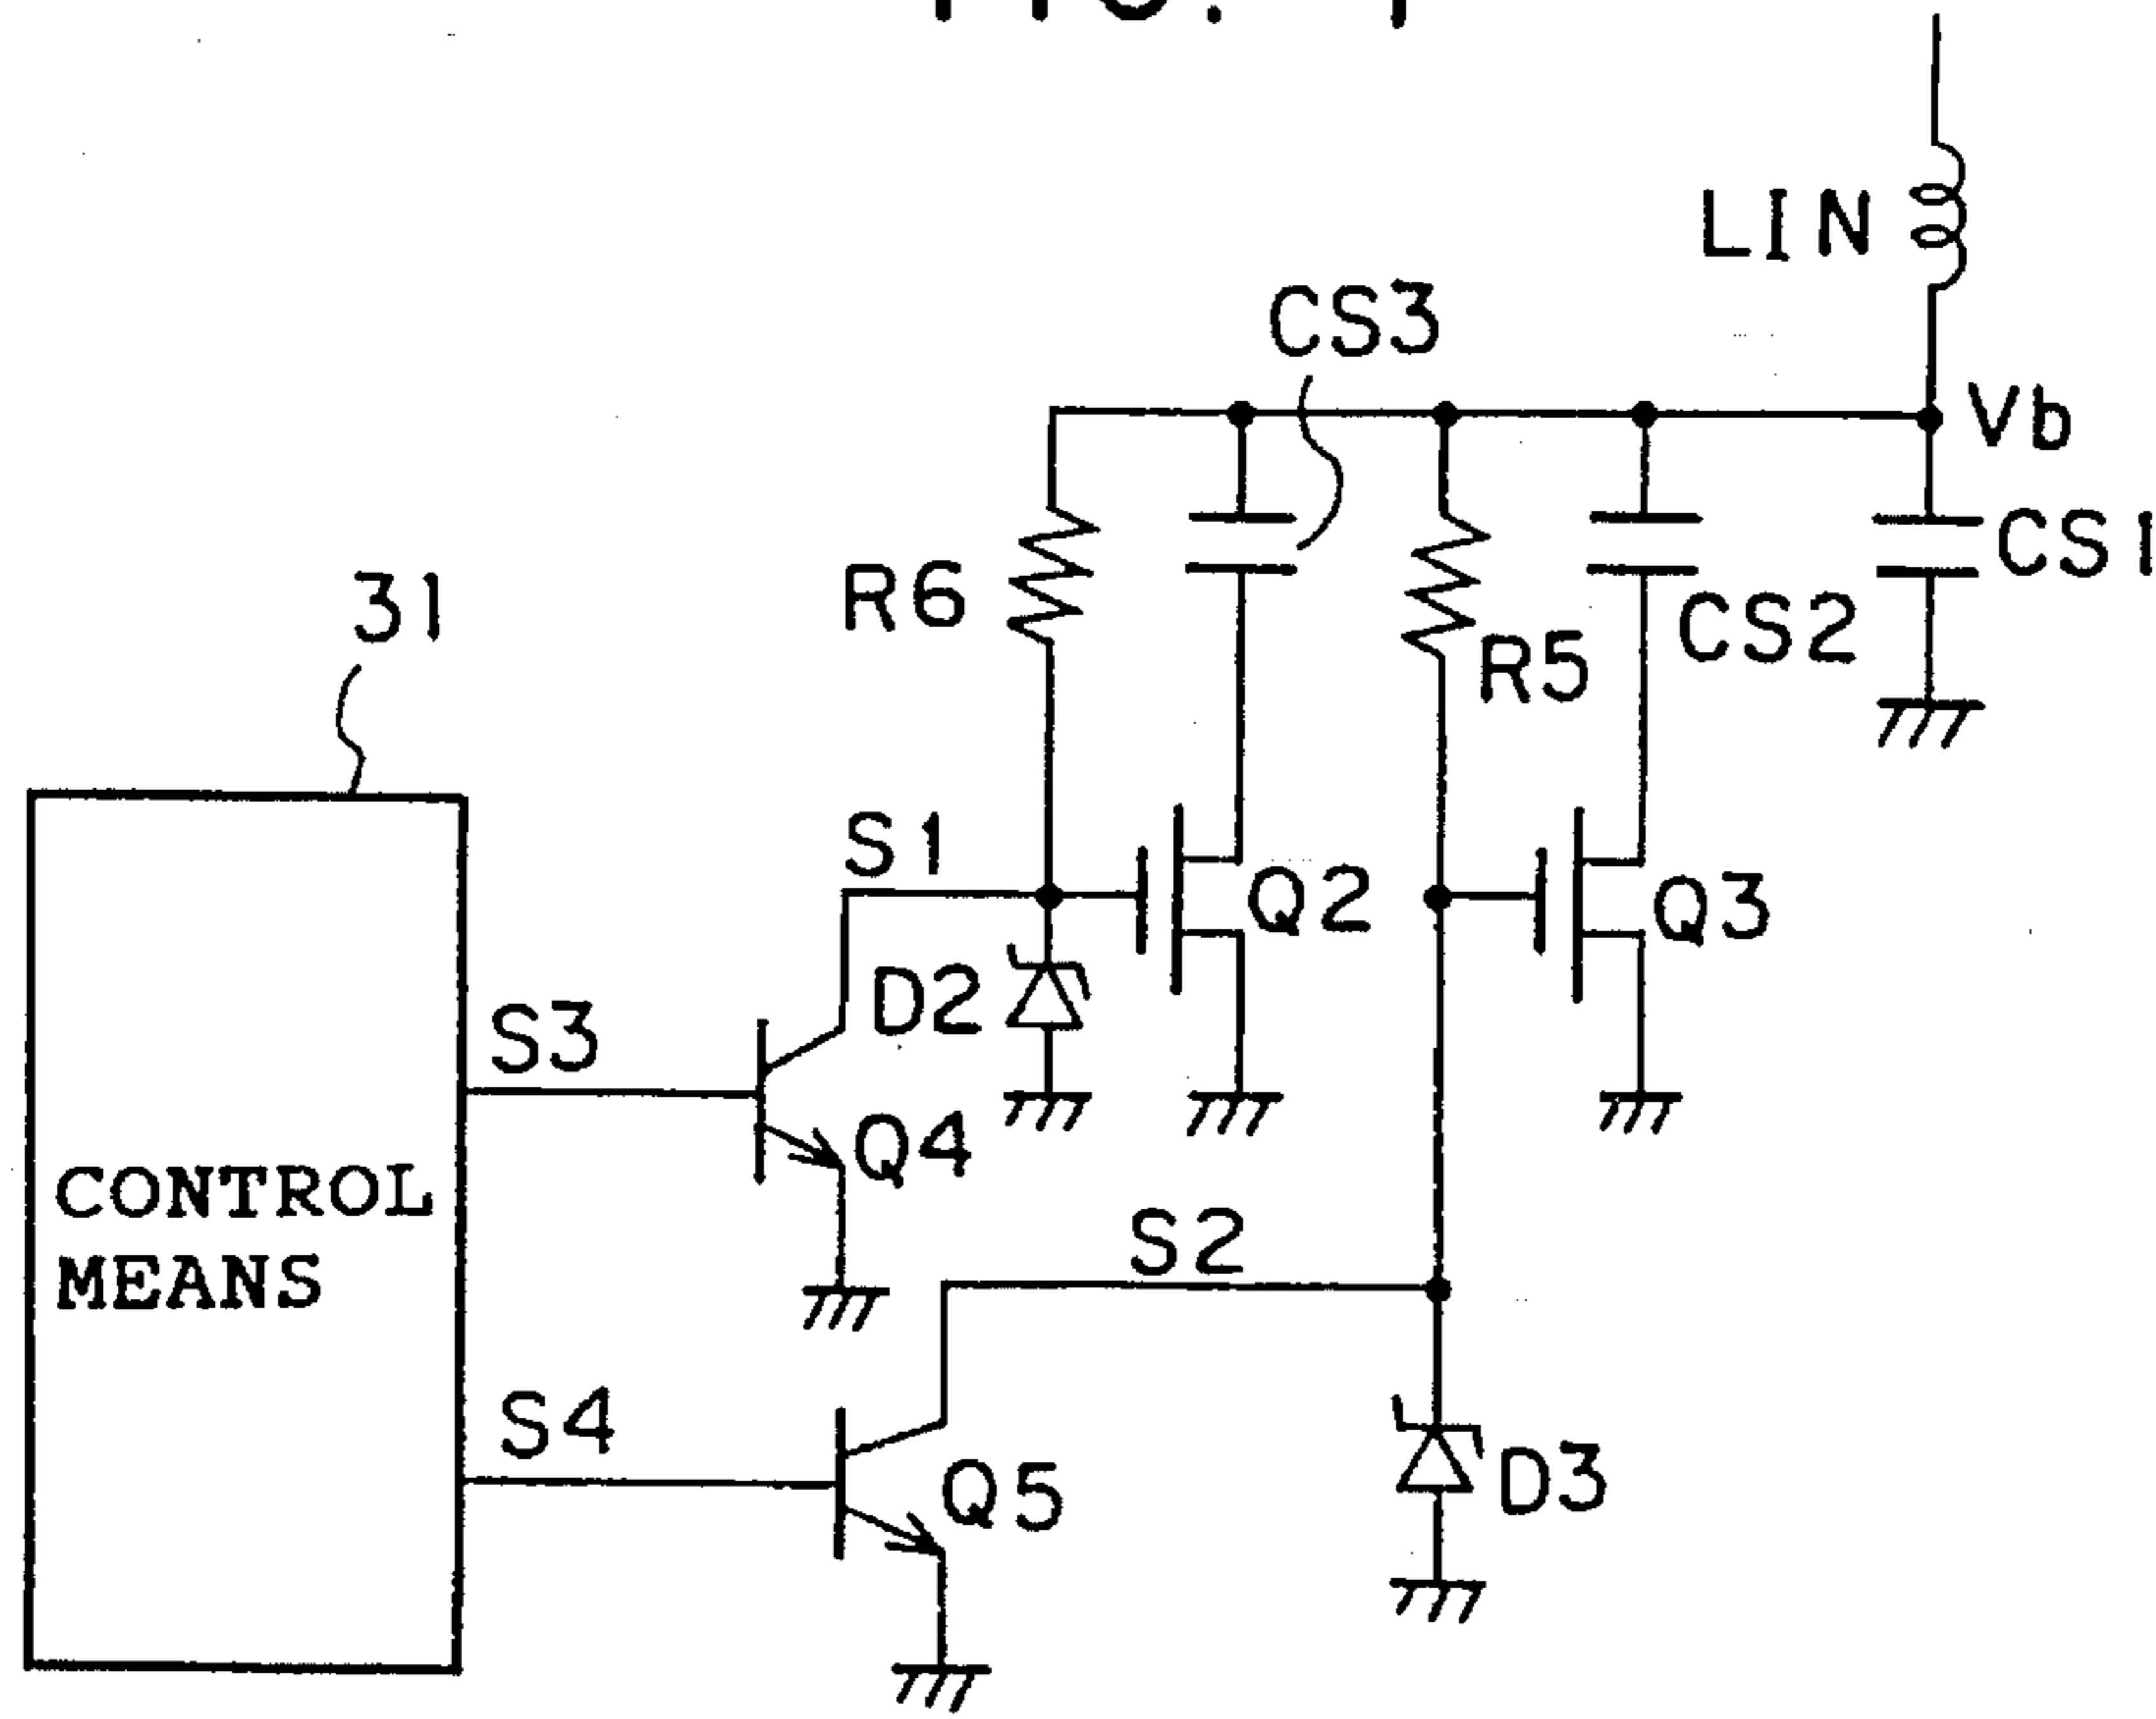 LIN
CS3
Vb
CS1
R6
CS2
31
R5
S1
Q2
Q3
D2
S3
Q4
CONTROL
MEANS
S2
S4
Q5
D3